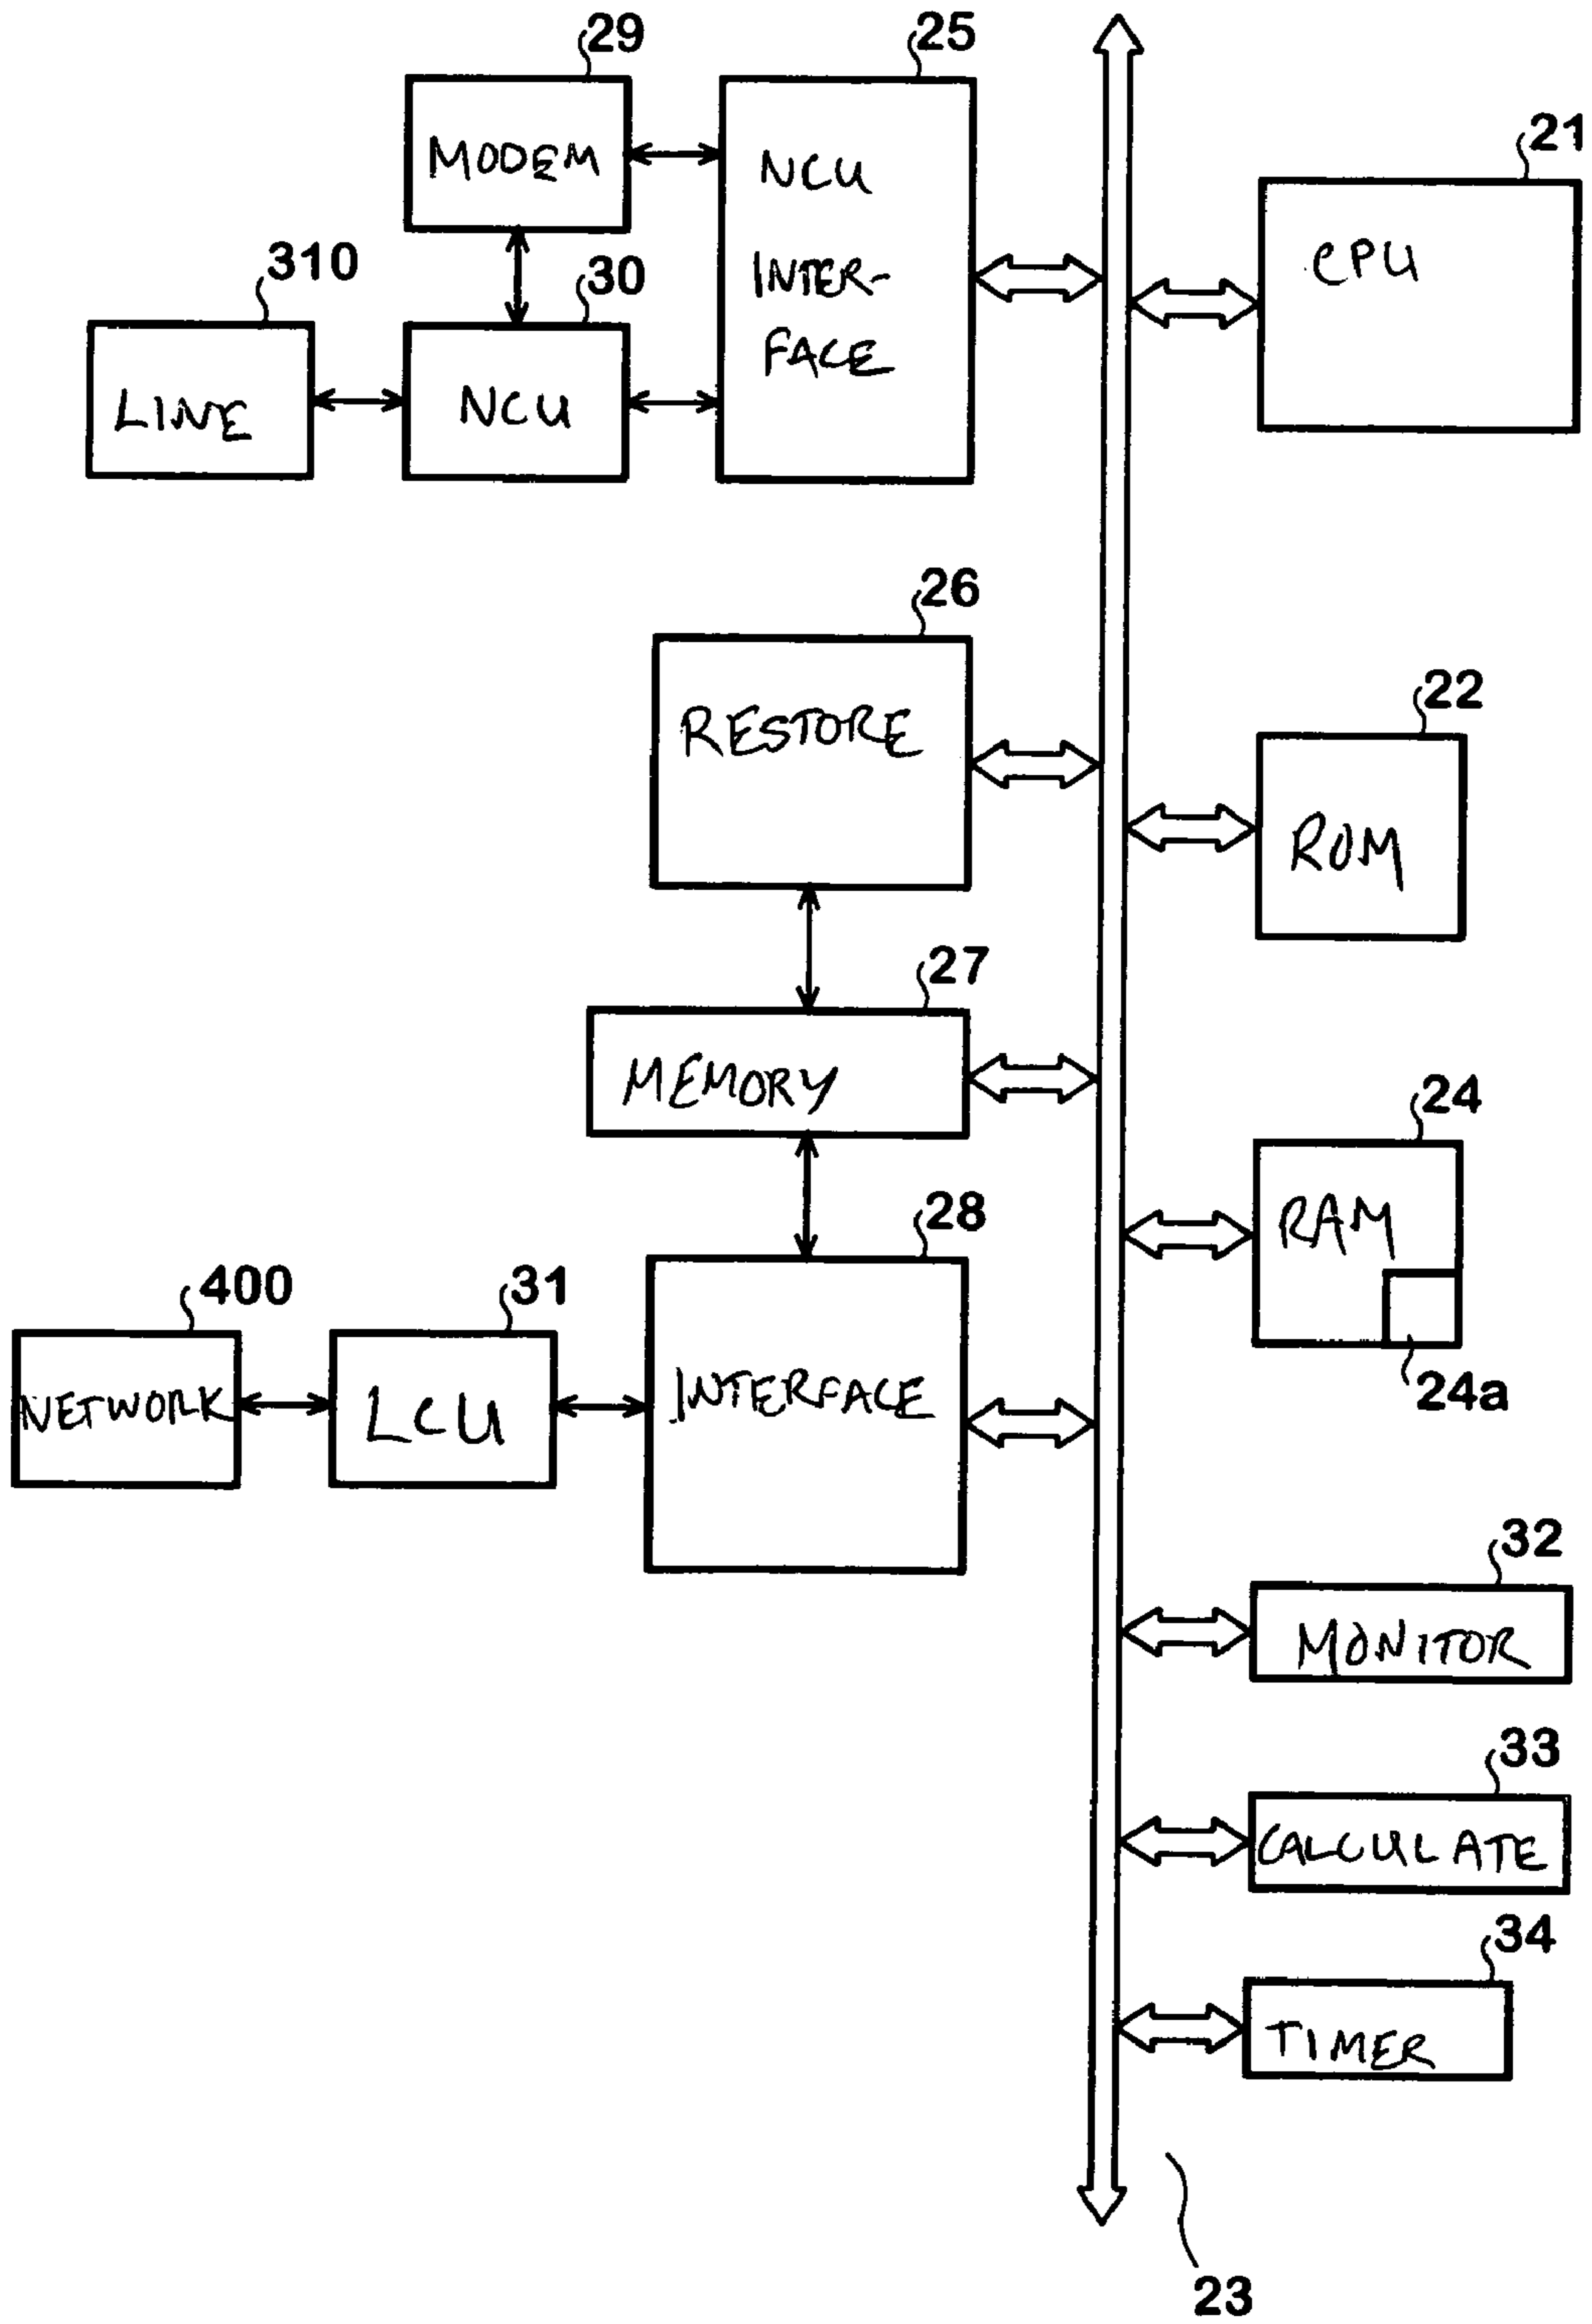 29
25
MODEM
NCU
INTER-
FACE
21
CPU
310
30
LINE
NCU
26
RESTORE
22
ROM
27
MEMORY
24
RAM
24a
28
INTERFACE
400
31
NETWORK
LCU
32
MONITOR
33
CALCULATE
34
TIMER
23